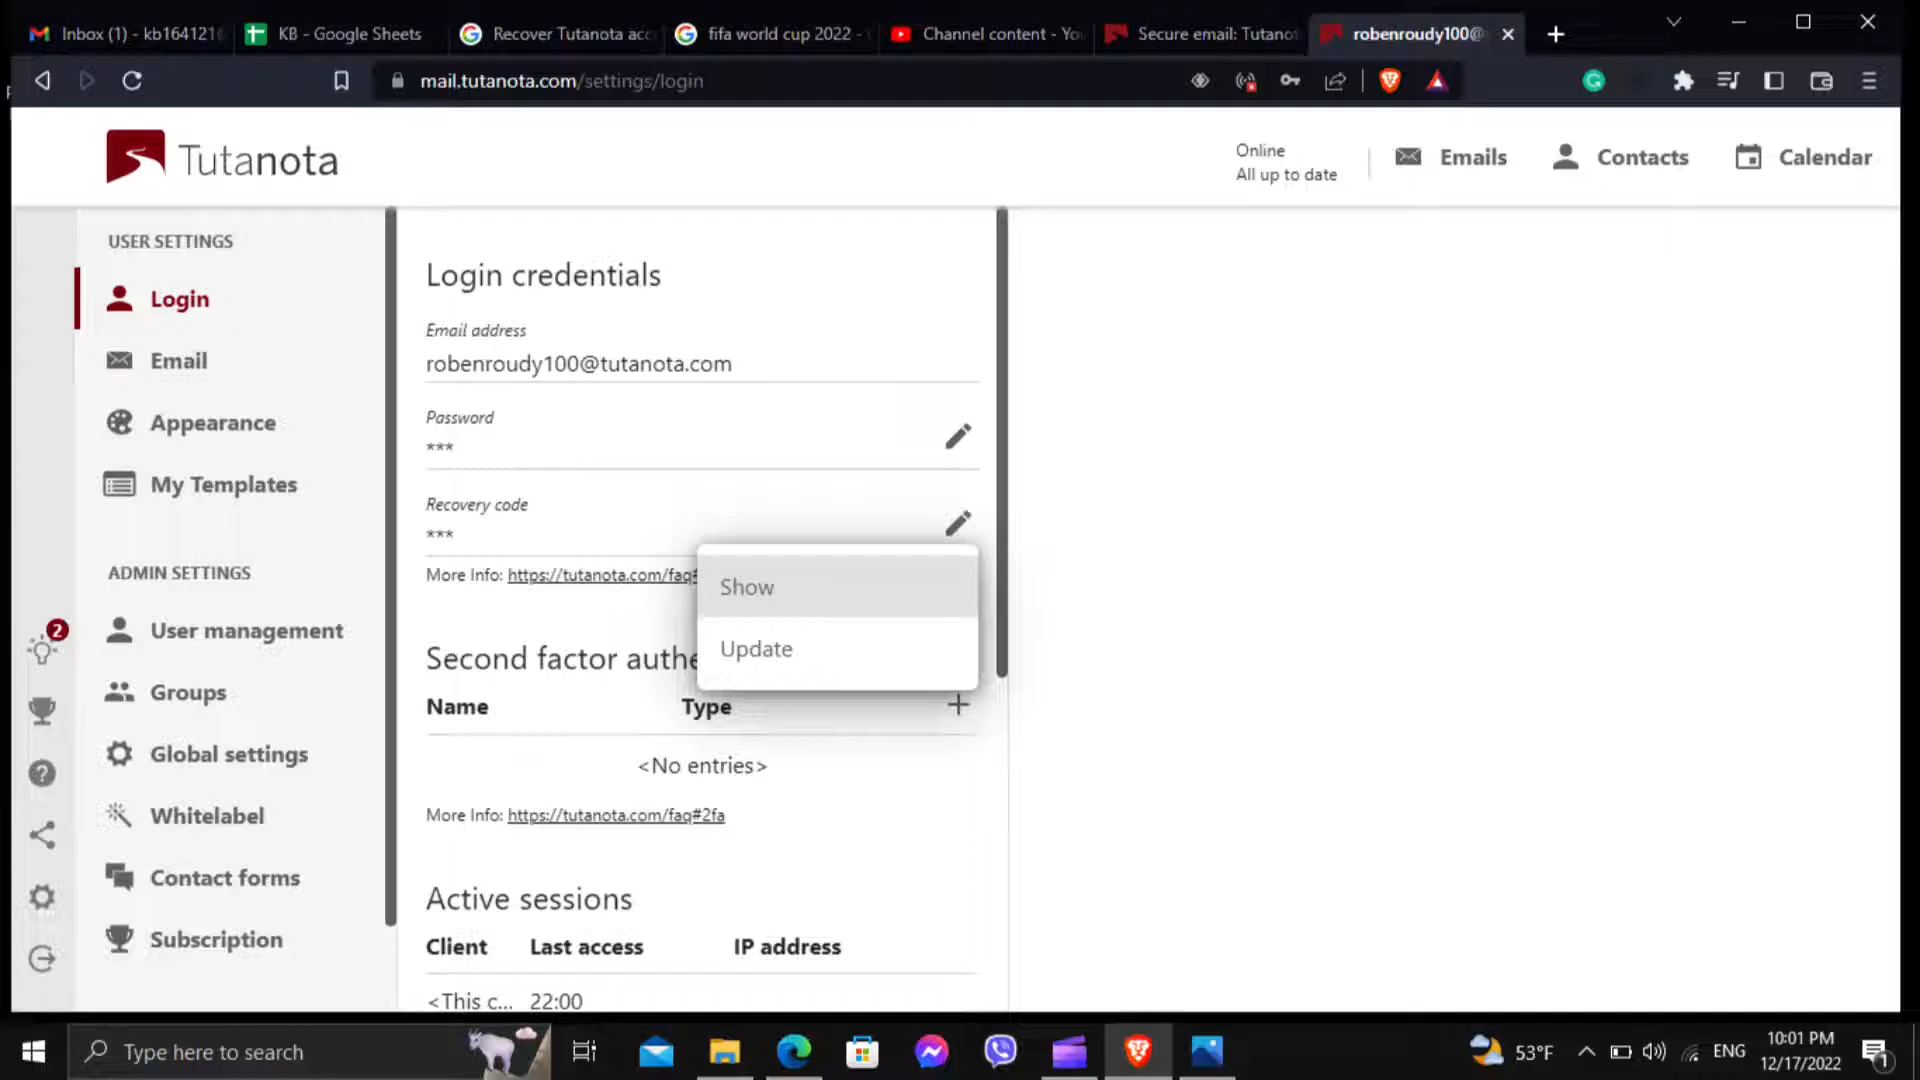 Inbox (1) - kb164121
KB - Google Sheets
Recover Tutanota acc
fifa world cup 2022 -
Channel content - You
Secure email: Tutanot
robenroudy100@
mail.tutanota.com/settings/login
Tutanota
Online
All up to date
Emails
Contacts
Calendar
USER SETTINGS
Login
Email
Appearance
My Templates
ADMIN SETTINGS
User management
Groups
Global settings
Whitelabel
Contact forms
Subscription
2
Login credentials
Email address
robenroudy100@tutanota.com
Password
***
Recovery code
***
More Info: https://tutanota.com/faq#
Show
Update
Second factor authe
Name Type
<No entries>
More Info: https://tutanota.com/faq#2fa
Active sessions
Client Last access IP address
<This c... 22:00
Type here to search
53°F
ENG
10:01 PM
12/17/2022
1